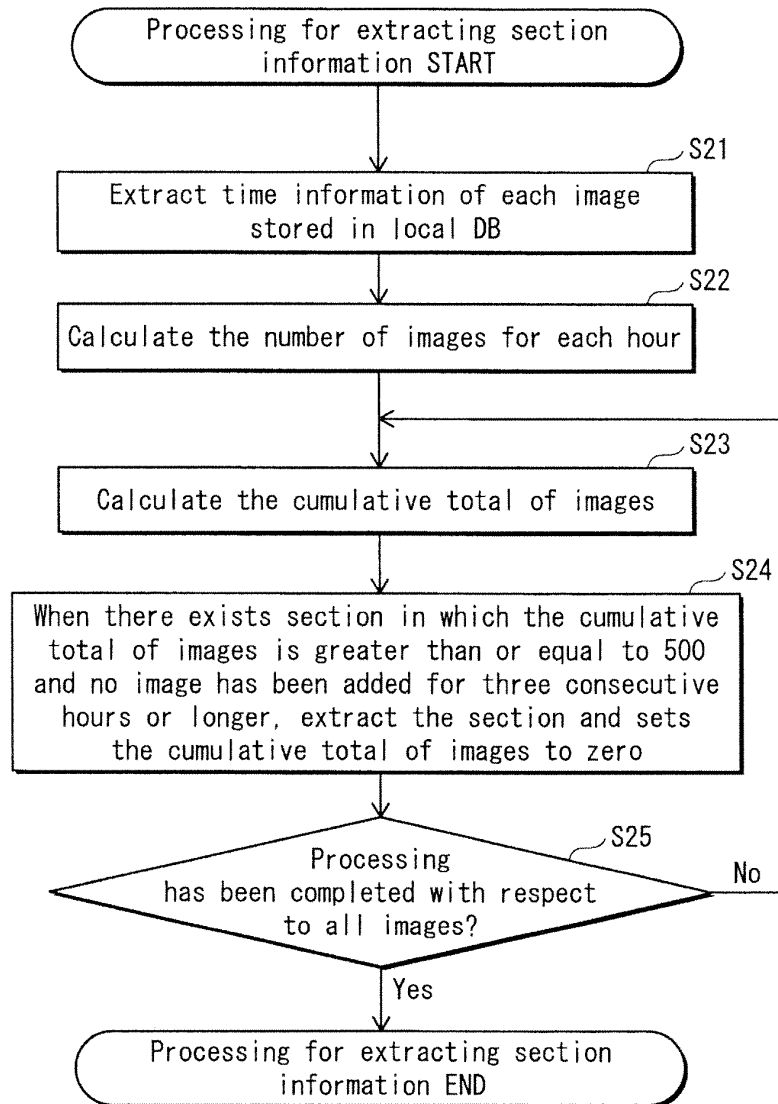 Processing for extracting section
information START
S21
Extract time information of each image
stored in local DB
S22
Calculate the number of images for each hour
S23
Calculate the cumulative total of images
S24
When there exists section in which the cumulative
total of images is greater than or equal to 500
and no image has been added for three consecutive
hours or longer, extract the section and sets
the cumulative total of images to zero
S25
Processing
has been completed with respect
to all images?
No
Yes
Processing for extracting section
information END